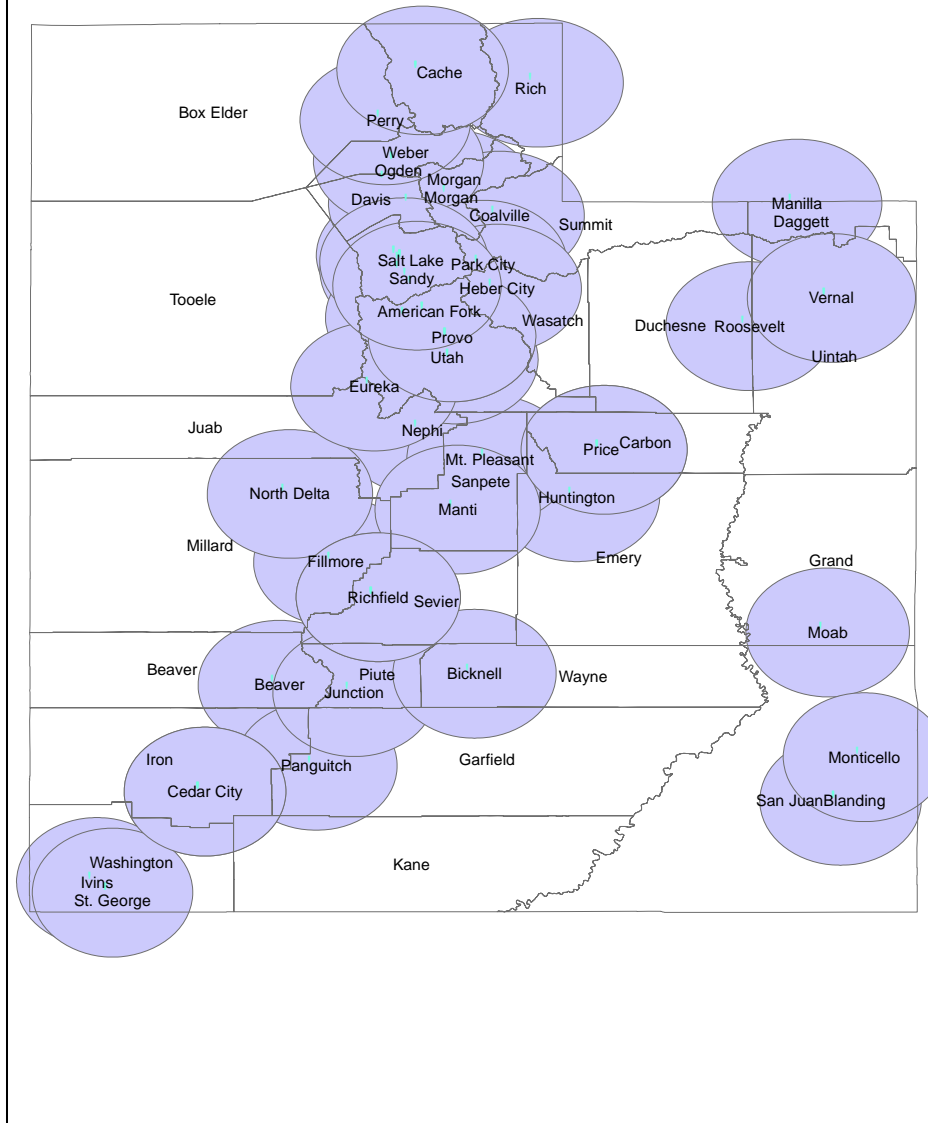 Cache
Rich
Box Elder
Perry
Weber
Ogden
Morgan
Morgan
Davis
Manilla
Daggett
Coalville
Summit
Salt Lake
Park City
Sandy
Heber City
Tooele
American Fork
Wasatch
Vernal
Duchesne
Roosevelt
Provo
Utah
Uintah
Eureka
Juab
Nephi
Price
Carbon
Mt. Pleasant
Sanpete
North Delta
Huntington
Manti
Millard
Fillmore
Emery
Grand
Richfield
Sevier
Moab
Beaver
Beaver
Piute
Junction
Bicknell
Wayne
Iron
Panguitch
Garfield
Monticello
Cedar City
San Juan
Blanding
Washington
Ivins
St. George
Kane